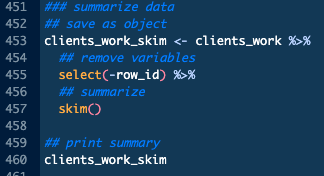 451 ### summarize data
452 ## save as object
453 clients_work_skim <- clients_work %>%
454 ## remove variables
455 select(-row_id) %>%
456 ## summarize
457 skim()
458
459 ## print summary
460 clients_work_skim